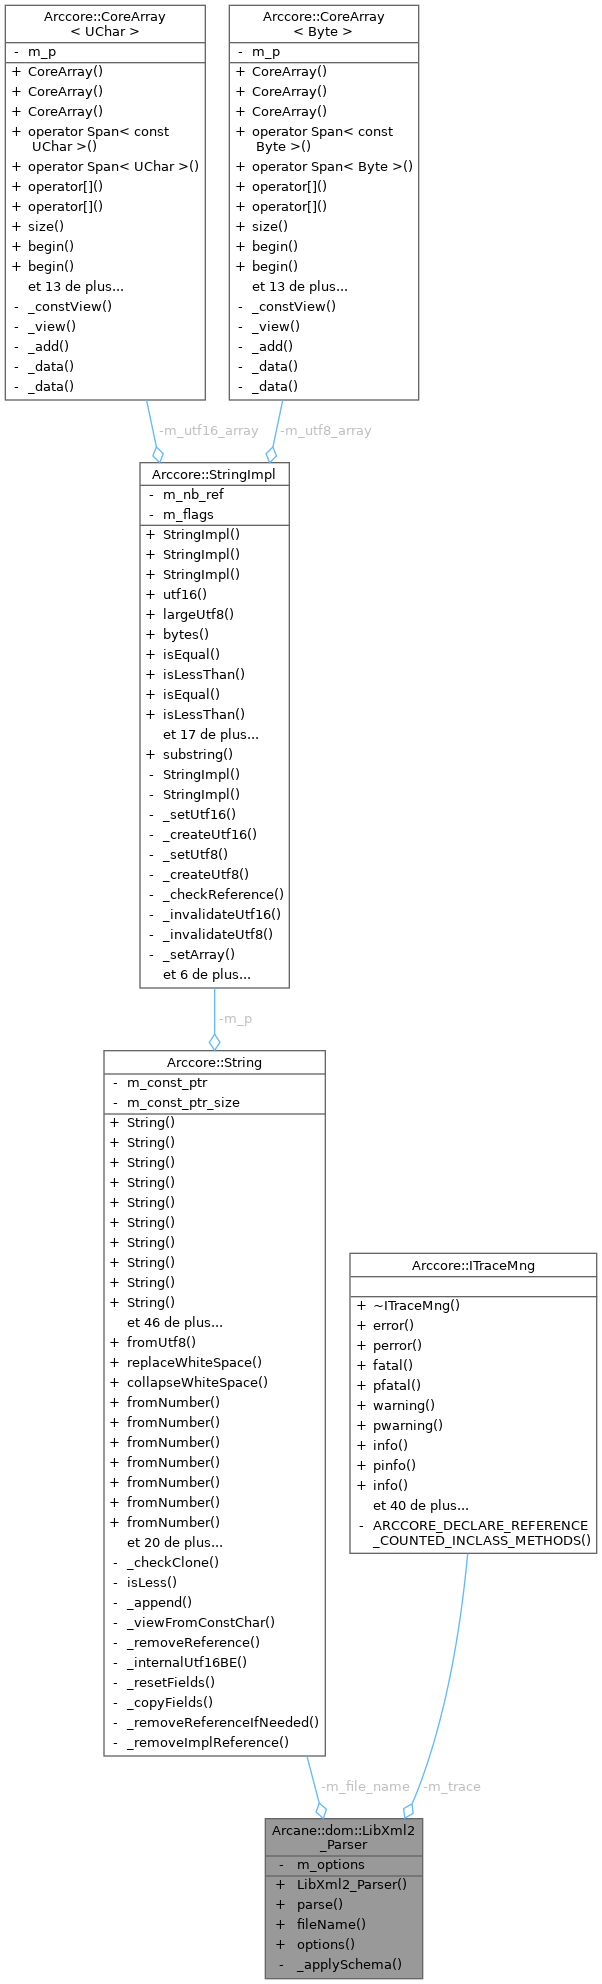 Arccore::CoreArray
< UChar >
- m_p
+ CoreArray()
+ CoreArray()
+ CoreArray()
+ operator Span< const
UChar >()
+ operator Span< UChar >()
+ operator[]()
+ operator[]()
+ size()
+ begin()
+ begin()
et 13 de plus...
- _constView()
- _view()
- _add()
- _data()
- _data()
Arccore::CoreArray
< Byte >
- m_p
+ CoreArray()
+ CoreArray()
+ CoreArray()
+ operator Span< const
Byte >()
+ operator Span< Byte >()
+ operator[]()
+ operator[]()
+ size()
+ begin()
+ begin()
et 13 de plus...
- _constView()
- _view()
- _add()
- _data()
- _data()
-m_utf16_array
-m_utf8_array
Arccore::StringImpl
- m_nb_ref
- m_flags
+ StringImpl()
+ StringImpl()
+ StringImpl()
+ utf16()
+ largeUtf8()
+ bytes()
+ isEqual()
+ isLessThan()
+ isEqual()
+ isLessThan()
et 17 de plus...
+ substring()
- StringImpl()
- StringImpl()
- _setUtf16()
- _createUtf16()
- _setUtf8()
- _createUtf8()
- _checkReference()
- _invalidateUtf16()
- _invalidateUtf8()
- _setArray()
et 6 de plus...
-m_p
Arccore::String
- m_const_ptr
- m_const_ptr_size
+ String()
+ String()
+ String()
+ String()
+ String()
+ String()
+ String()
+ String()
+ String()
+ String()
et 46 de plus...
+ fromUtf8()
+ replaceWhiteSpace()
+ collapseWhiteSpace()
+ fromNumber()
+ fromNumber()
+ fromNumber()
+ fromNumber()
+ fromNumber()
+ fromNumber()
+ fromNumber()
et 20 de plus...
- _checkClone()
- isLess()
- _append()
- _viewFromConstChar()
- _removeReference()
- _internalUtf16BE()
- _resetFields()
- _copyFields()
- _removeReferenceIfNeeded()
- _removeImplReference()
Arccore::ITraceMng
+ ~ITraceMng()
+ error()
+ perror()
+ fatal()
+ pfatal()
+ warning()
+ pwarning()
+ info()
+ pinfo()
+ info()
et 40 de plus...
- ARCCORE_DECLARE_REFERENCE
_COUNTED_INCLASS_METHODS()
-m_file_name
-m_trace
Arcane::dom::LibXml2
_Parser
- m_options
+ LibXml2_Parser()
+ parse()
+ fileName()
+ options()
- _applySchema()